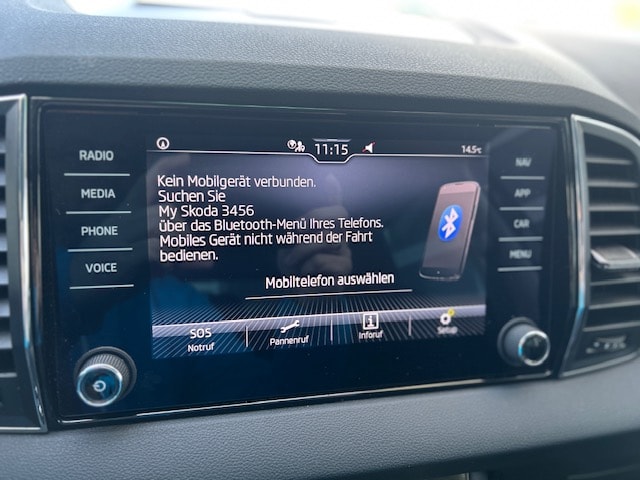 RADIO
MEDIA
PHONE
VOICE
11:15
14.5°C
Kein Mobilgerät verbunden.
Suchen Sie
My Skoda 3456
über das Bluetooth-Menü Ihres Telefons.
Mobiles Gerät nicht während der Fahrt
bedienen.
Mobiltelefon auswählen
SOS
Notruf
Pannenruf
Inforuf
Setup
NAV
APP
CAR
MENU